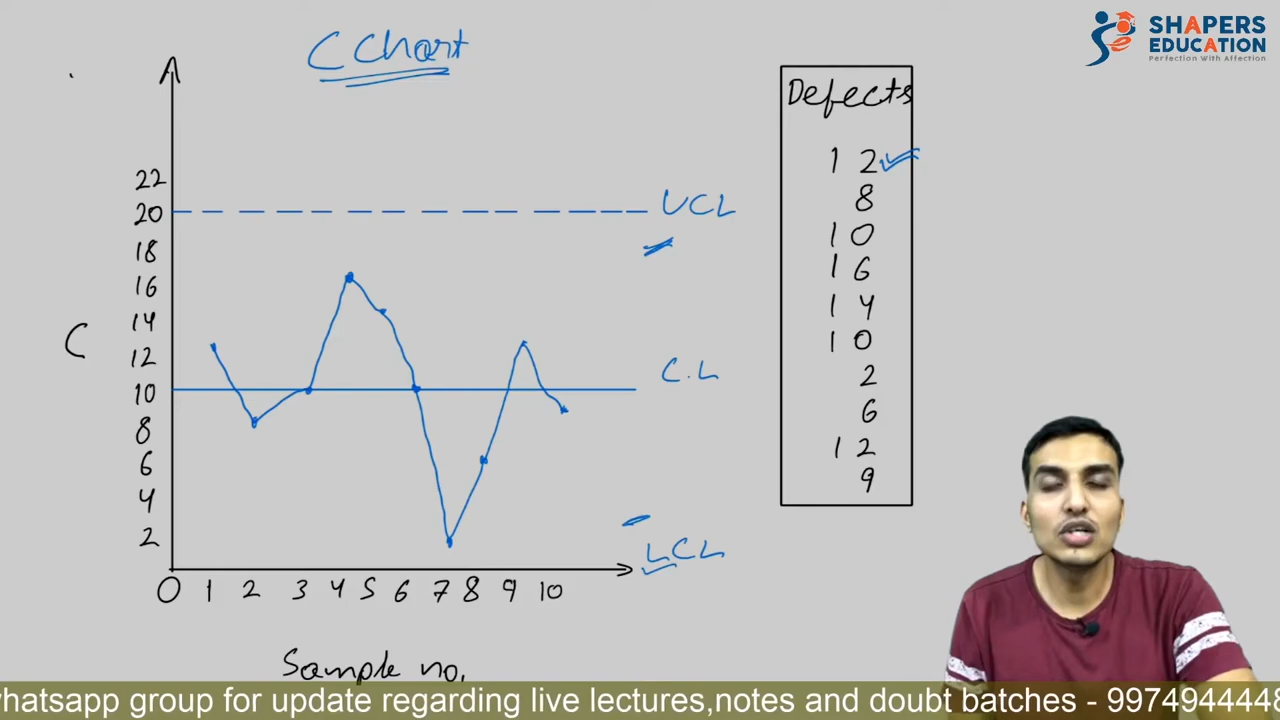 SHAPERS
EDUCATION
Perfection With Affection
C Chart
Defects
12
8
10
16
14
10
2
6
12
9
22
20
18
16
14
12
10
8
6
4
2
C
UCL
C.L
LCL
0 1 2 3 4 5 6 7 8 9 10
Sample no.
whatsapp group for update regarding live lectures,notes and doubt batches - 9974944448